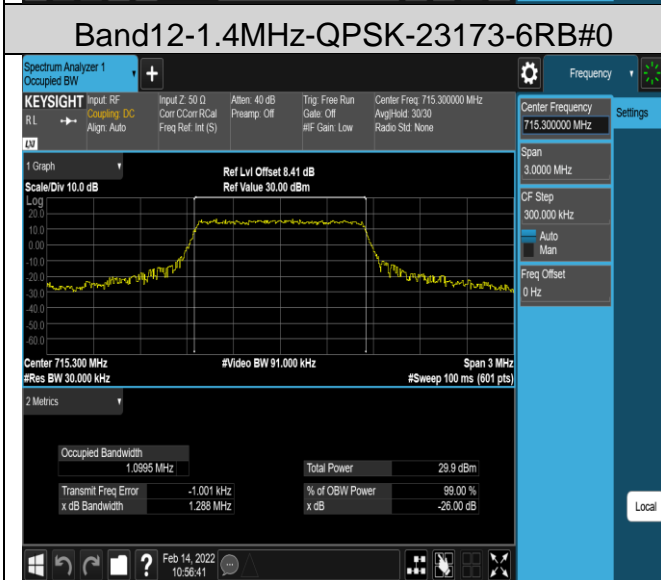 Band12-1.4MHz-QPSK-23173-6RB#0
Spectrum Analyzer 1
Occupied BW
+
Frequency
KEYSIGHT
RL
Input: RF
Coupling: DC
Align: Auto
Input Z: 50 Ω
Corr CCorr RCal
Freq Ref: Int (S)
Atten: 40 dB
Preamp: Off
Trig: Free Run
Gate: Off
#IF Gain: Low
Center Freq: 715.300000 MHz
Avg|Hold: 30/30
Radio Std: None
Center Frequency
715.300000 MHz
Settings
Span
3.0000 MHz
CF Step
300.000 kHz
Auto
Man
Freq Offset
0 Hz
1 Graph
Scale/Div 10.0 dB
Ref Lvl Offset 8.41 dB
Ref Value 30.00 dBm
Log
20.0
10.0
0.00
-10.0
-20.0
-30.0
-40.0
-50.0
-60.0
Center 715.300 MHz
#Video BW 91.000 kHz
Span 3 MHz
#Res BW 30.000 kHz
#Sweep 100 ms (601 pts)
2 Metrics
Occupied Bandwidth
1.0995 MHz
Total Power 29.9 dBm
Transmit Freq Error -1.001 kHz
% of OBW Power 99.00 %
x dB Bandwidth 1.288 MHz
x dB -26.00 dB
Local
?
Feb 14, 2022
10:56:41